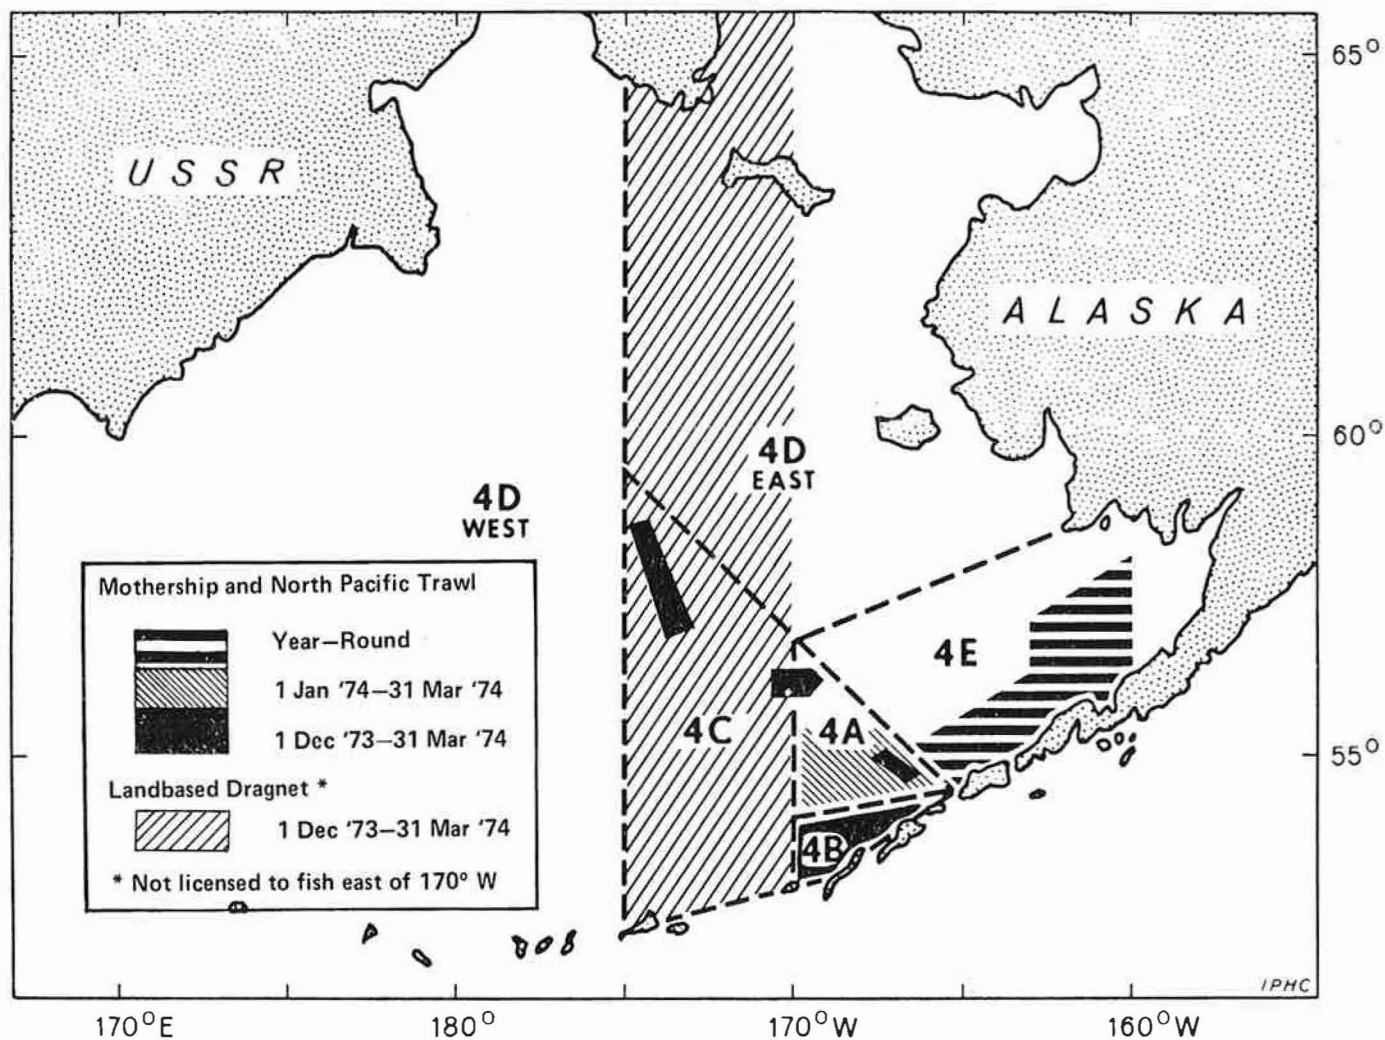 65°
USSR
ALASKA
60°
4D
EAST
4D
WEST
Mothership and North Pacific Trawl
Year—Round
1 Jan '74—31 Mar '74
1 Dec '73—31 Mar '74
Landbased Dragnet *
1 Dec '73—31 Mar '74
* Not licensed to fish east of 170° W
4E
4C
4A
55°
4B
IPHC
170°E
180°
170°W
160°W